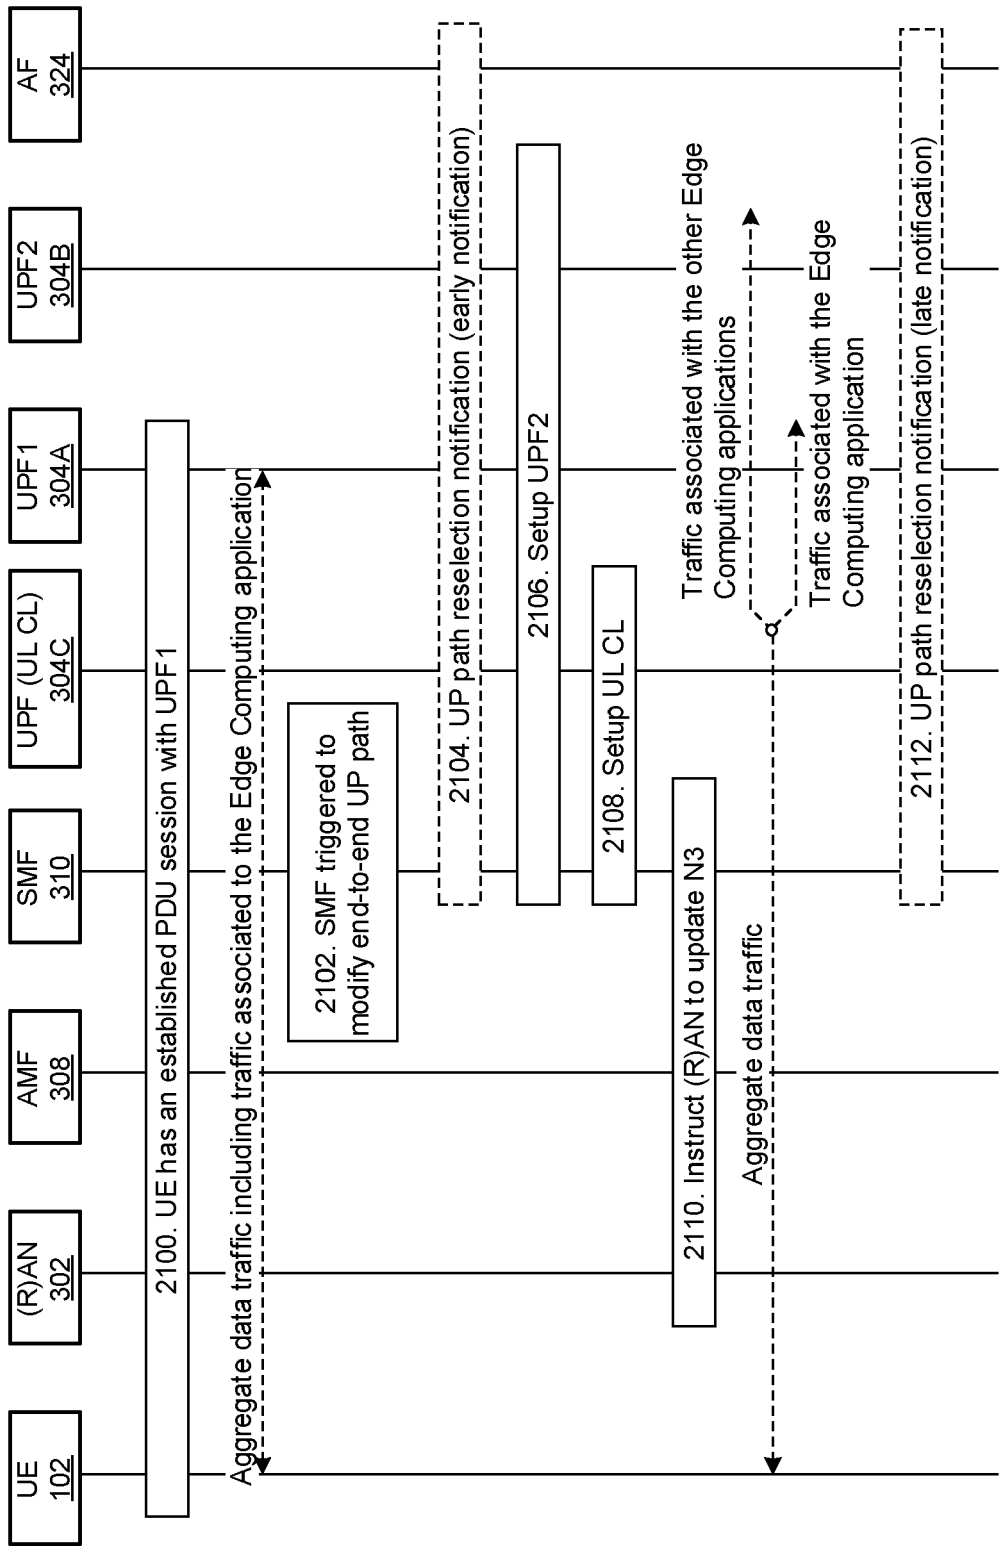 UE
102
(R)AN
302
AMF
308
SMF
310
UPF (UL CL)
304C
UPF1
304A
UPF2
304B
AF
324
2100. UE has an established PDU session with UPF1
Aggregate data traffic including traffic associated to the Edge Computing application
2102. SMF triggered to
modify end-to-end UP path
2104. UP path reselection notification (early notification)
2106. Setup UPF2
2108. Setup UL CL
2110. Instruct (R)AN to update N3
Aggregate data traffic
Traffic associated with the other Edge
Computing applications
Traffic associated with the Edge
Computing application
2112. UP path reselection notification (late notification)